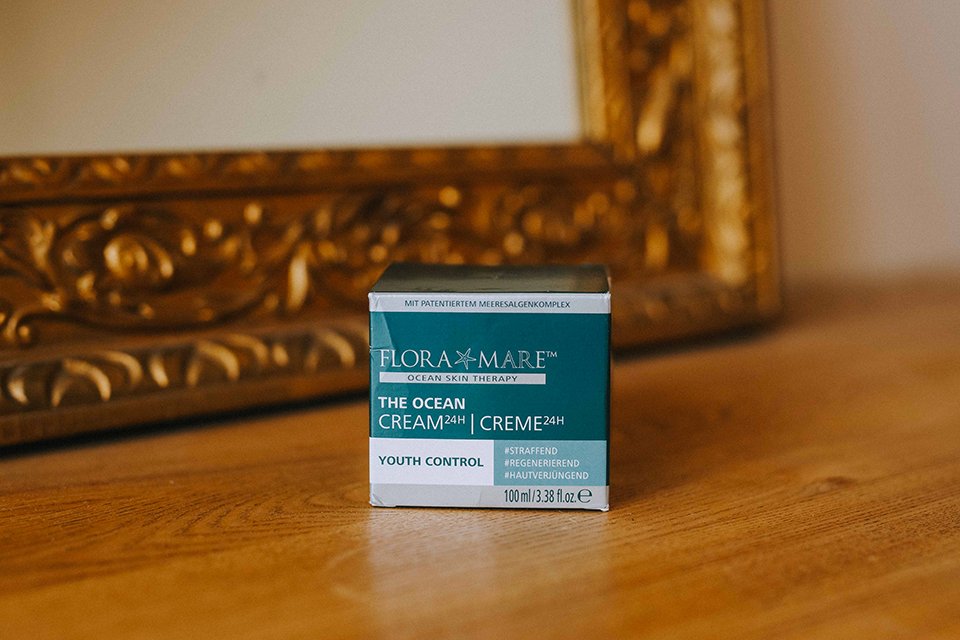 MIT PATENTIERTEM MEERESALGENKOMPLEX
FLORA MARE™
OCEAN SKIN THERAPY
THE OCEAN
CREAM24H | CREME24H
YOUTH CONTROL
#STRAFFEND
#REGENERIEREND
#HAUTVERJÜNGEND
100 ml/3.38 fl.oz.℮